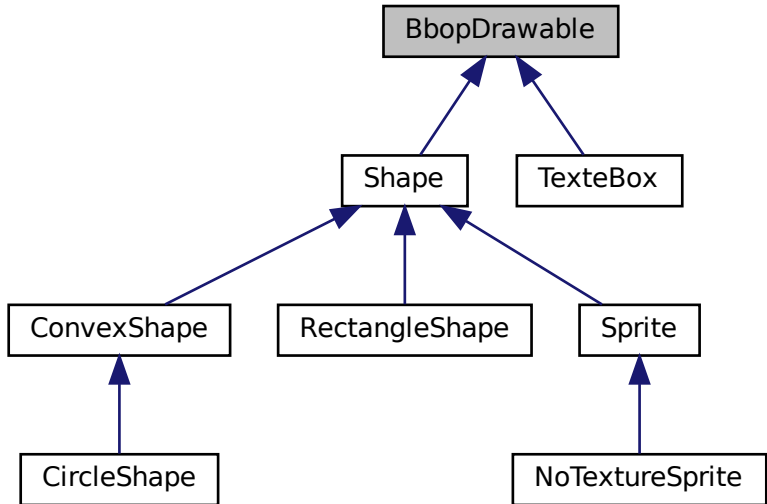 BbopDrawable
Shape
TexteBox
ConvexShape
RectangleShape
Sprite
CircleShape
NoTextureSprite